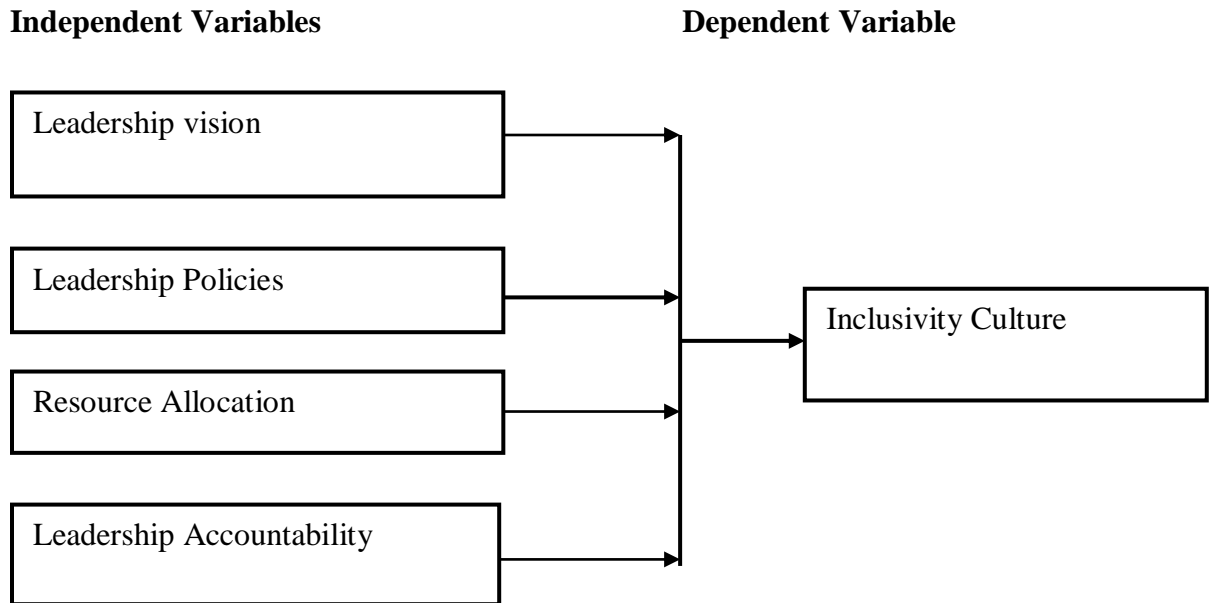 Independent Variables
Dependent Variable
Leadership vision
Leadership Policies
Inclusivity Culture
Resource Allocation
Leadership Accountability